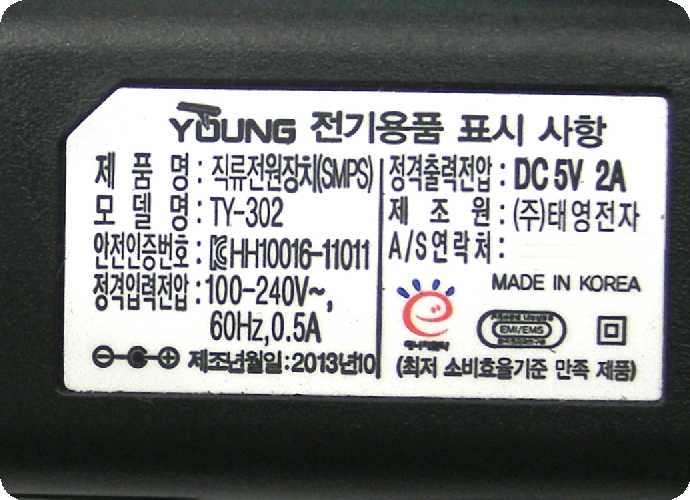 YOUNG 전기용품 표시 사항
제 품 명 : 직류전원장치(SMPS)
모 델 명 : TY-302
안전인증번호 : HH10016-11011
정격입력전압 : 100-240V~,
60Hz, 0.5A
제조년월일 : 2013년10
정격출력전압 : DC 5V 2A
제 조 원 : (주)태영전자
A/S연락처 :
MADE IN KOREA
EMI/EMS
(최저 소비효율기준 만족 제품)